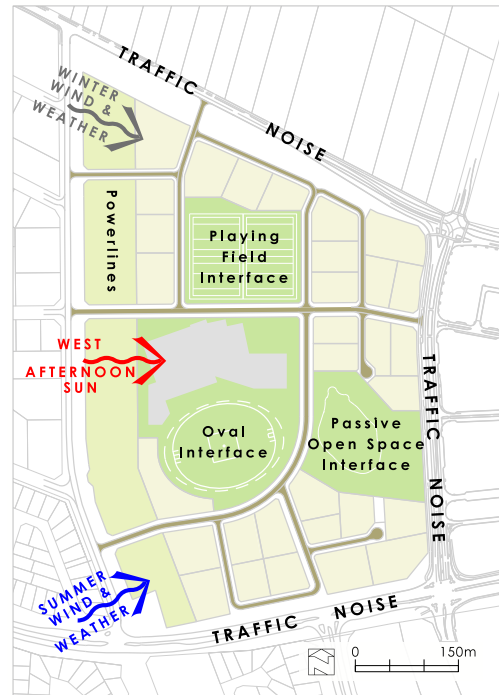 TRAFFIC NOISE
WINTER
WIND &
WEATHER
Powerlines
Playing
Field
Interface
WEST
AFTERNOON
SUN
TRAFFIC NOISE
Oval
Interface
Passive
Open Space
Interface
SUMMER
WIND &
WEATHER
TRAFFIC NOISE
N
0 150m